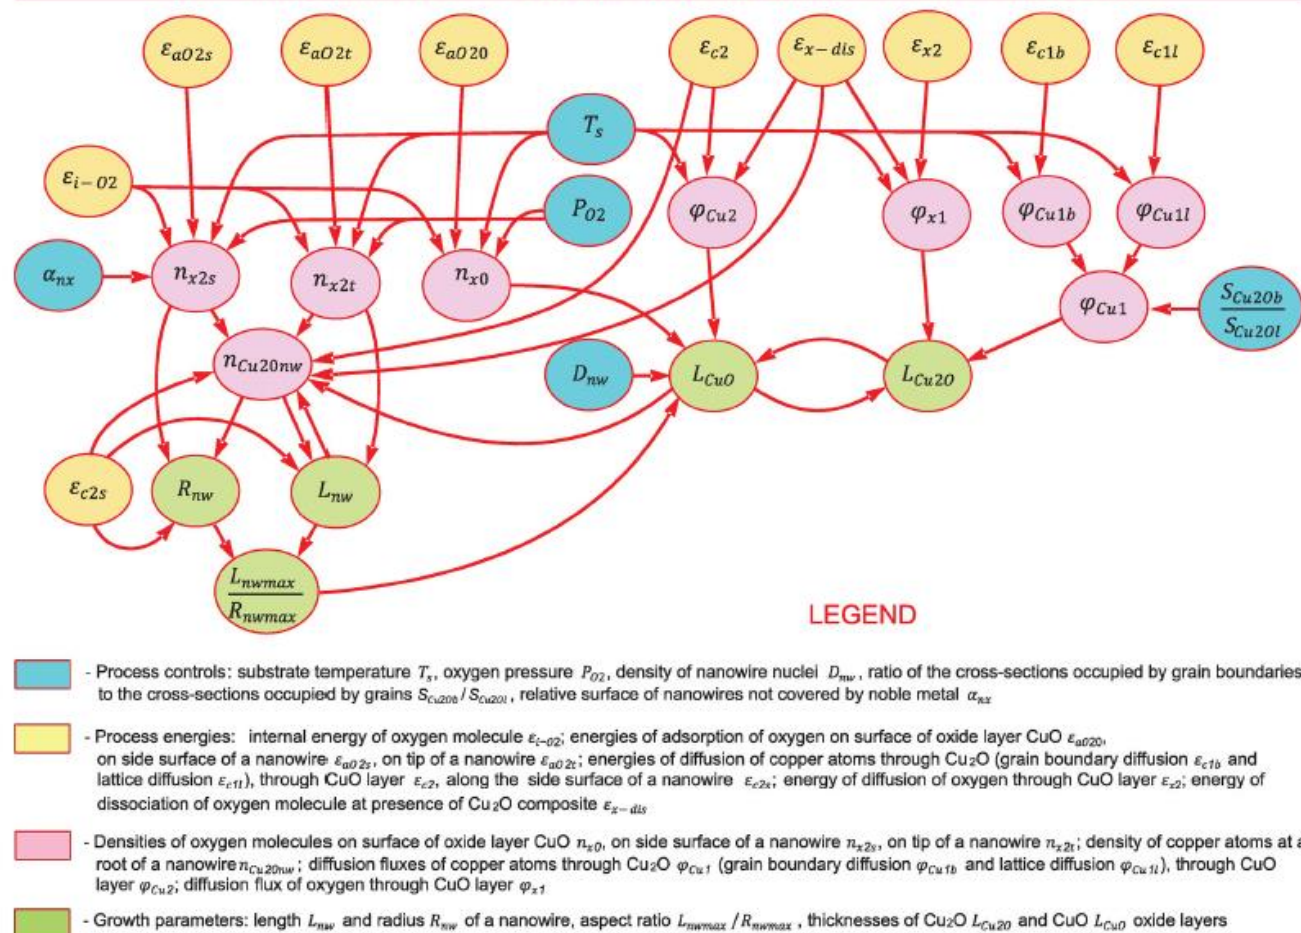 ε_aO2s ε_aO2t ε_aO20 ε_c2 ε_x−dis ε_x2 ε_c1b ε_c1l
T_s
ε_i−O2 P_O2 φ_Cu2 φ_x1 φ_Cu1b φ_Cu1l
α_nx n_x2s n_x2t n_x0 φ_Cu1 S_Cu2Ob / S_Cu2Ol
n_Cu20nw D_nw L_CuO L_Cu2O
ε_c2s R_nw L_nw
L_nwmax / R_nwmax
LEGEND
- Process controls: substrate temperature T_s, oxygen pressure P_O2, density of nanowire nuclei D_nw, ratio of the cross-sections occupied by grain boundaries
to the cross-sections occupied by grains S_Cu2Ob/S_Cu2Ol, relative surface of nanowires not covered by noble metal α_nx
- Process energies: internal energy of oxygen molecule ε_i-O2; energies of adsorption of oxygen on surface of oxide layer CuO ε_aO20,
on side surface of a nanowire ε_aO2s, on tip of a nanowire ε_aO2t; energies of diffusion of copper atoms through Cu₂O (grain boundary diffusion ε_c1b and
lattice diffusion ε_c1l), through CuO layer ε_c2, along the side surface of a nanowire ε_c2s; energy of diffusion of oxygen through CuO layer ε_x2; energy of
dissociation of oxygen molecule at presence of Cu₂O composite ε_x-dis
- Densities of oxygen molecules on surface of oxide layer CuO n_x0, on side surface of a nanowire n_x2s, on tip of a nanowire n_x2t; density of copper atoms at a
root of a nanowire n_Cu20nw; diffusion fluxes of copper atoms through Cu₂O φ_Cu1 (grain boundary diffusion φ_Cu1b and lattice diffusion φ_Cu1l), through CuO
layer φ_Cu2; diffusion flux of oxygen through CuO layer φ_x1
- Growth parameters: length L_nw and radius R_nw of a nanowire, aspect ratio L_nwmax/R_nwmax, thicknesses of Cu₂O L_Cu2O and CuO L_CuO oxide layers